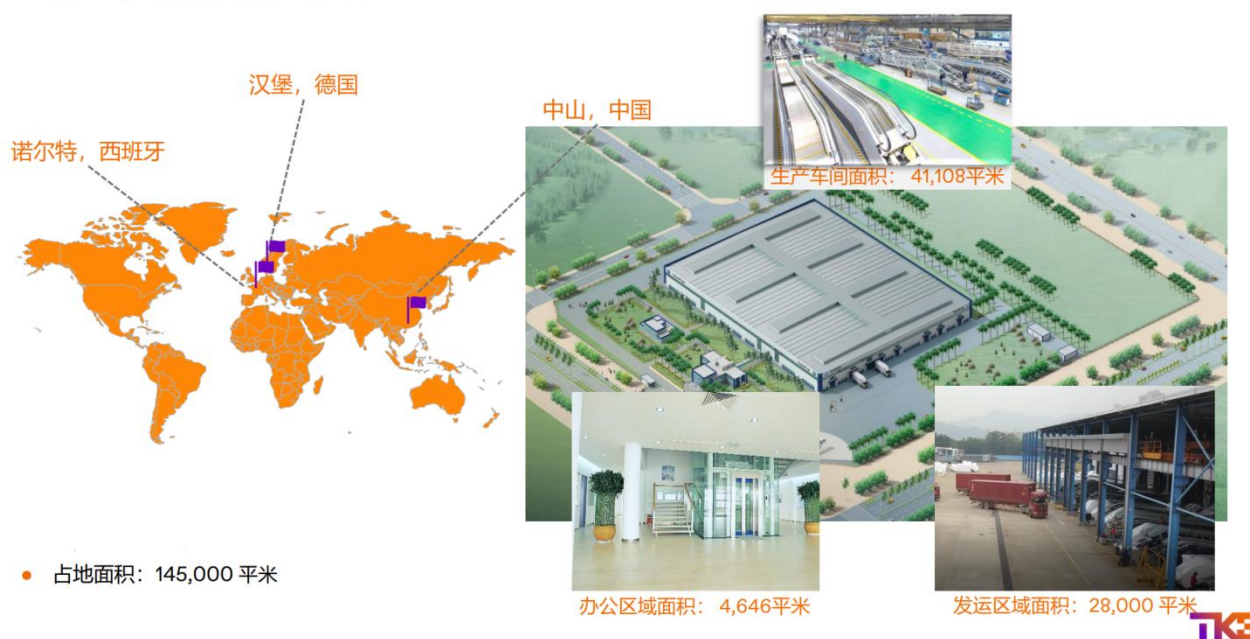 汉堡，德国
中山，中国
诺尔特，西班牙
生产车间面积： 41,108平米
• 占地面积：145,000 平米
办公区域面积： 4,646平米
发运区域面积：28,000 平米
TKE